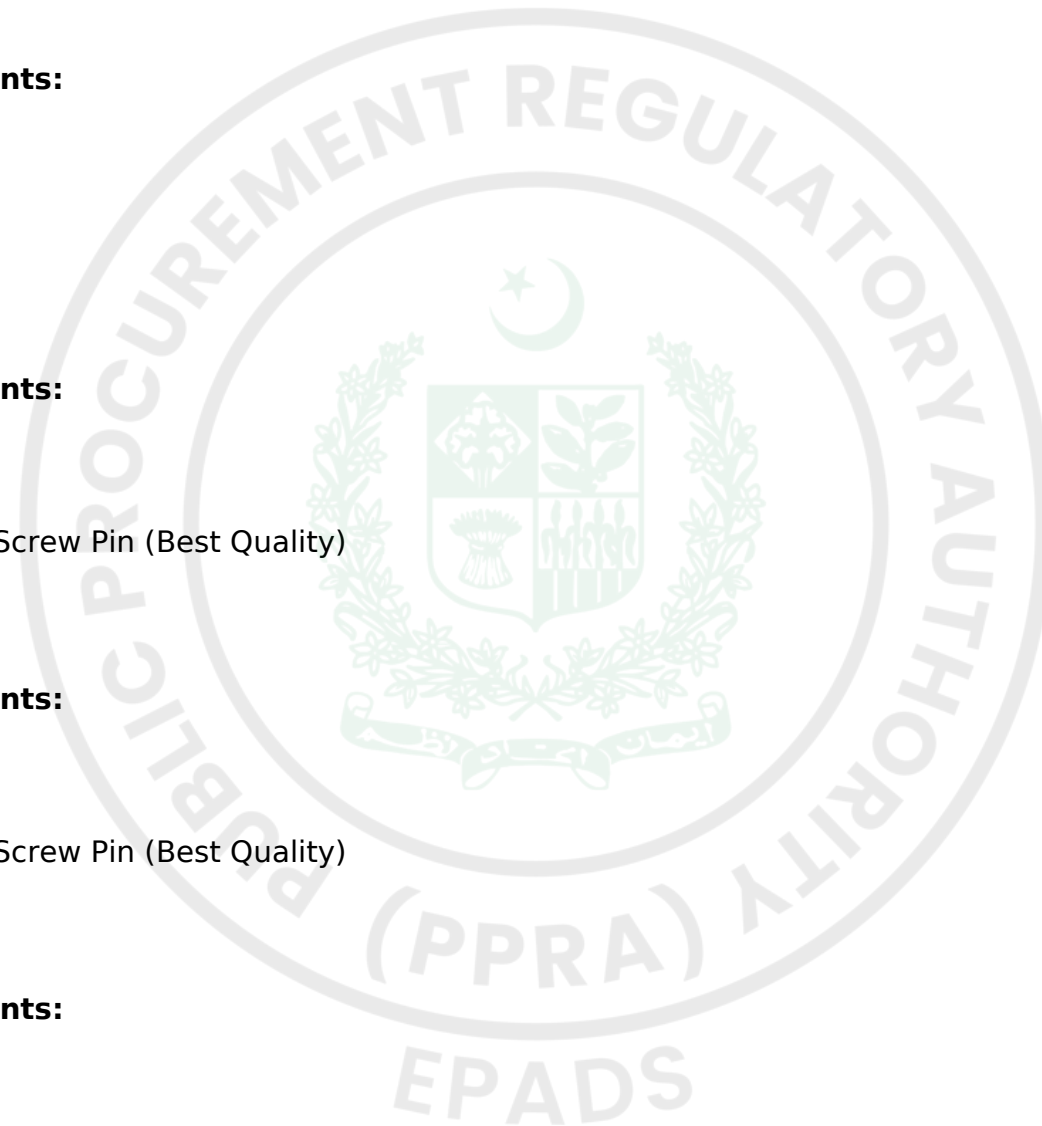 nts:
nts:
Screw Pin (Best Quality)
nts:
Screw Pin (Best Quality)
nts:
PUBLIC PROCUREMENT REGULATORY AUTHORITY
(PPRA)
EPADS